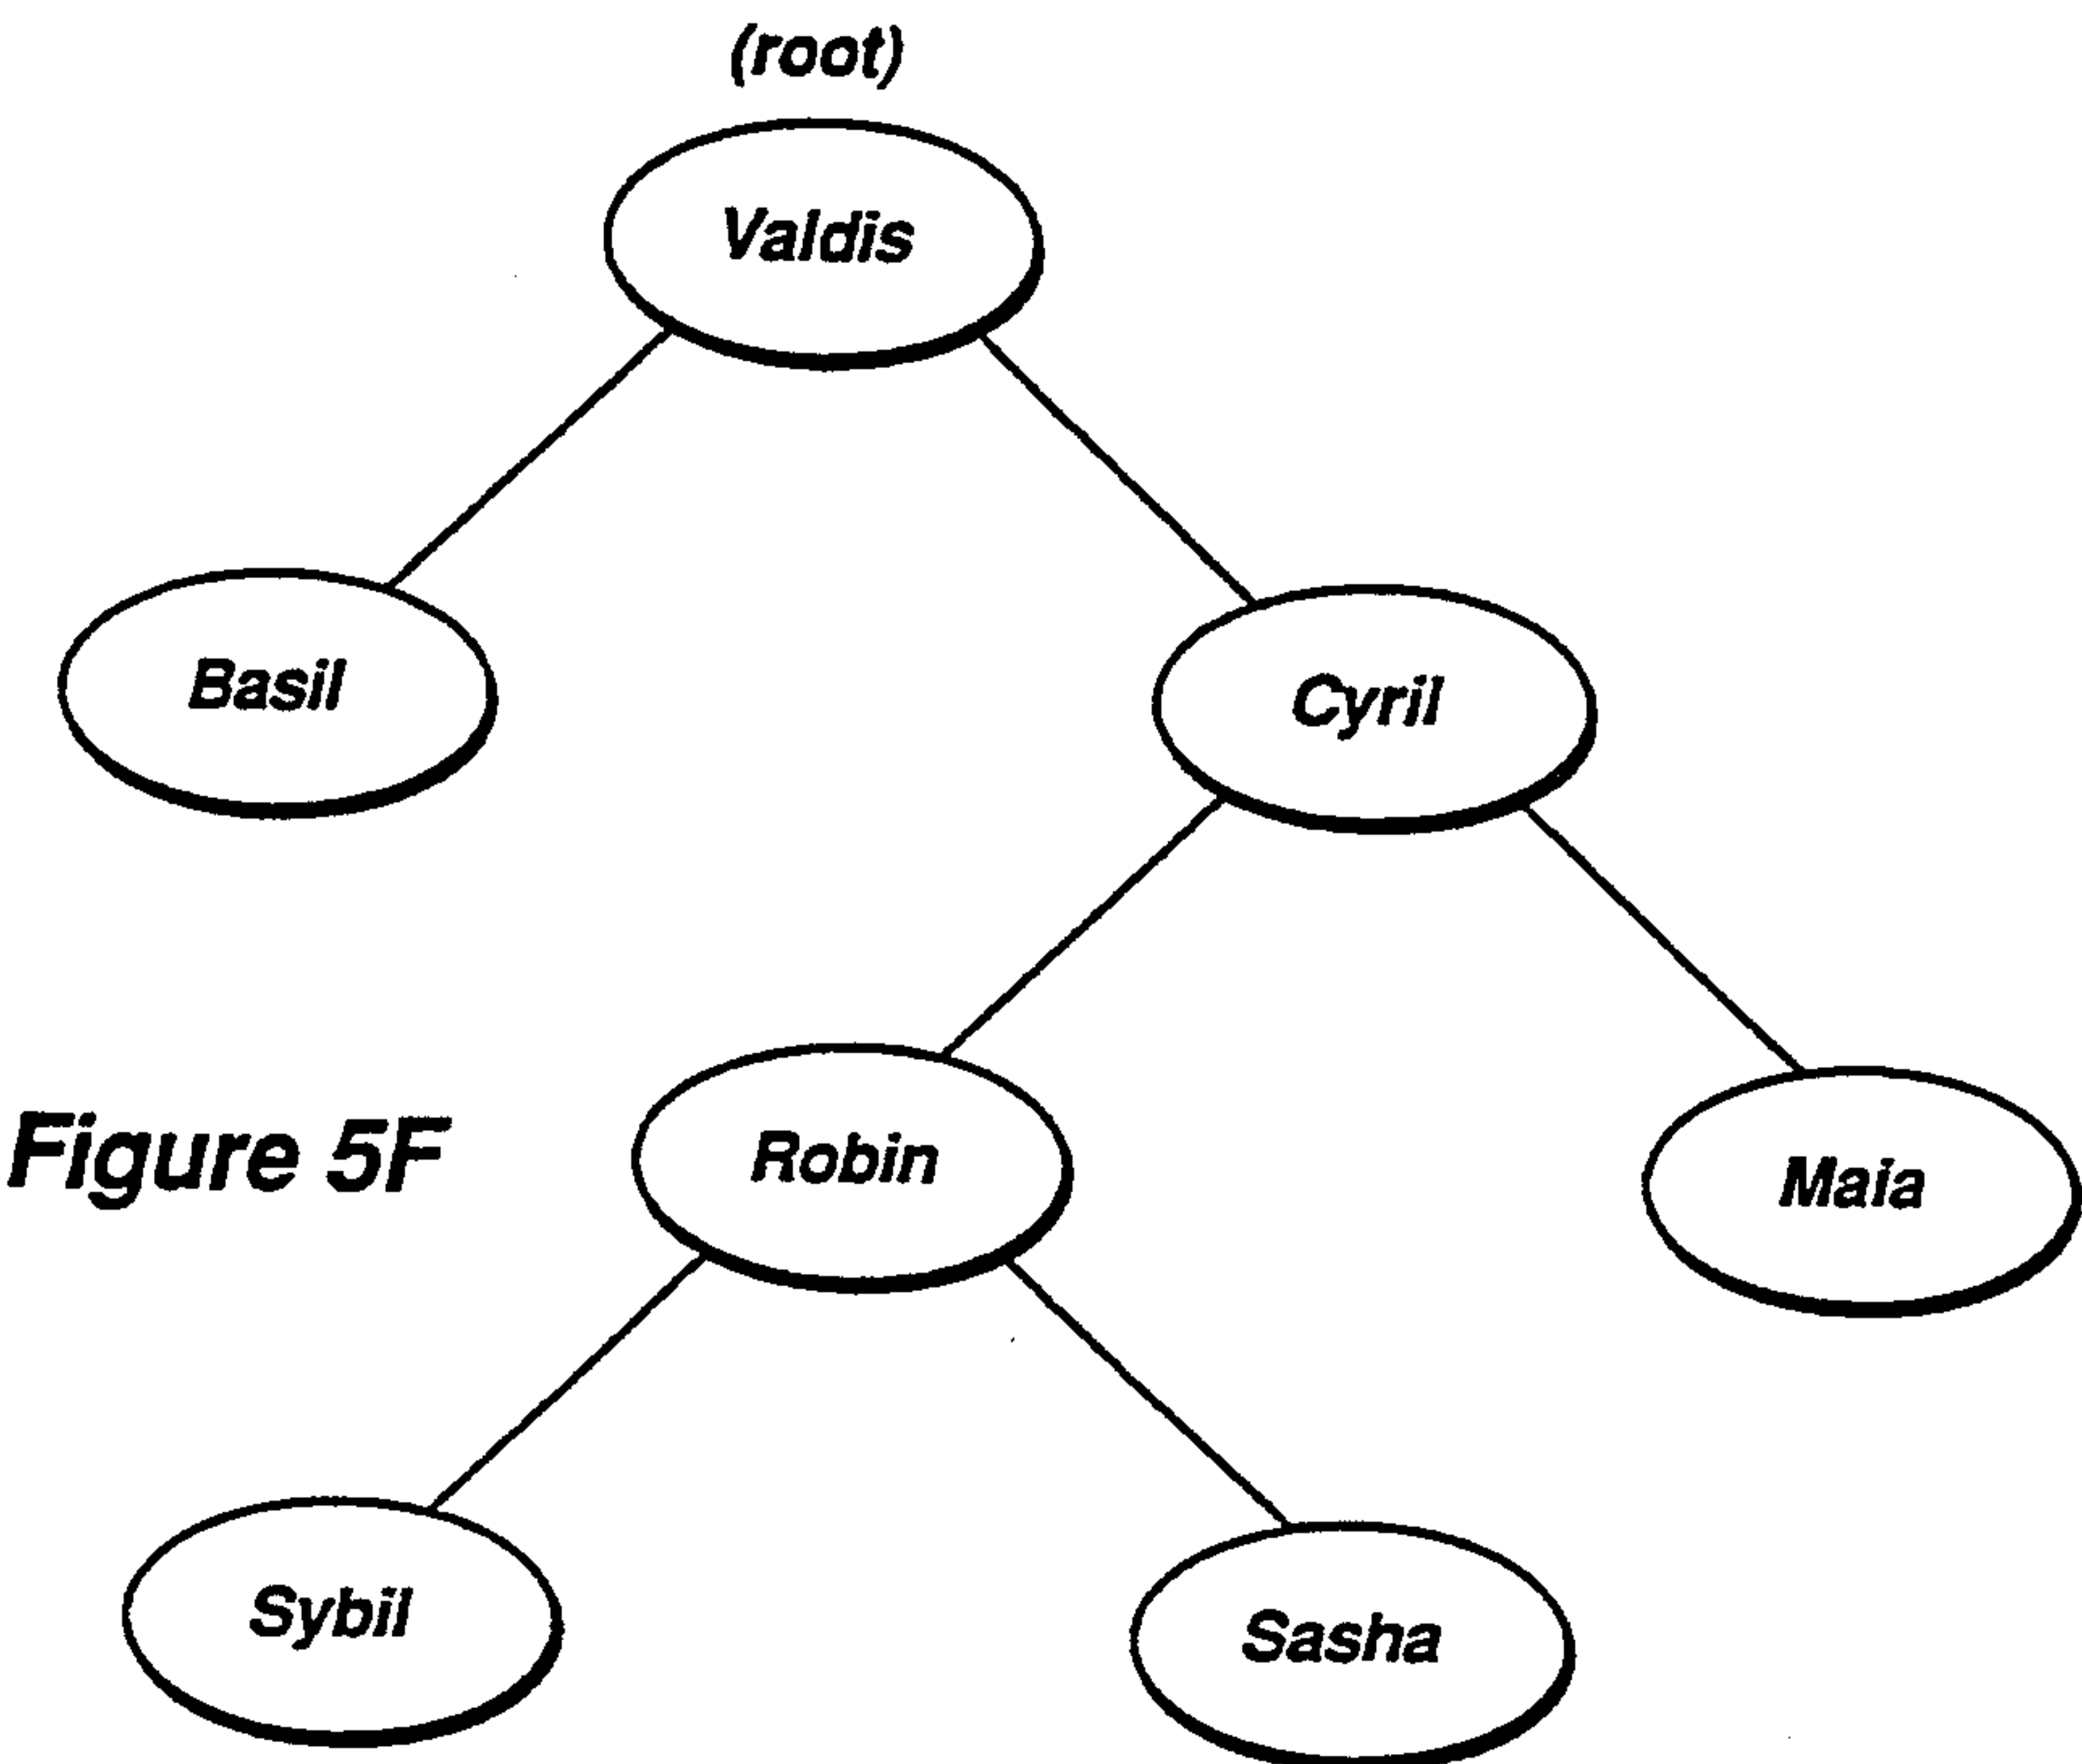 (root)
Valdis
Basil
Cyril
Figure 5F
Robin
Maia
Sybil
Sasha